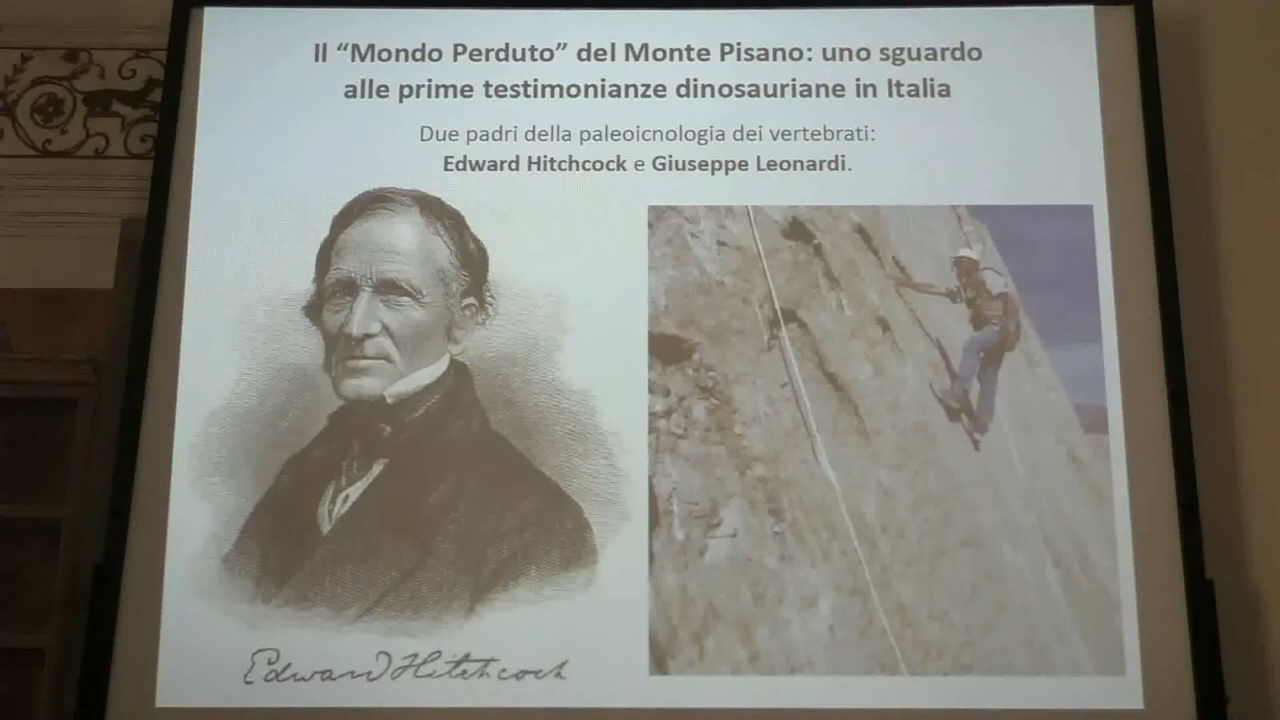 Il “Mondo Perduto” del Monte Pisano: uno sguardo
alle prime testimonianze dinosauriane in Italia
Due padri della paleoicnologia dei vertebrati:
Edward Hitchcock e Giuseppe Leonardi.
Edward Hitchcock